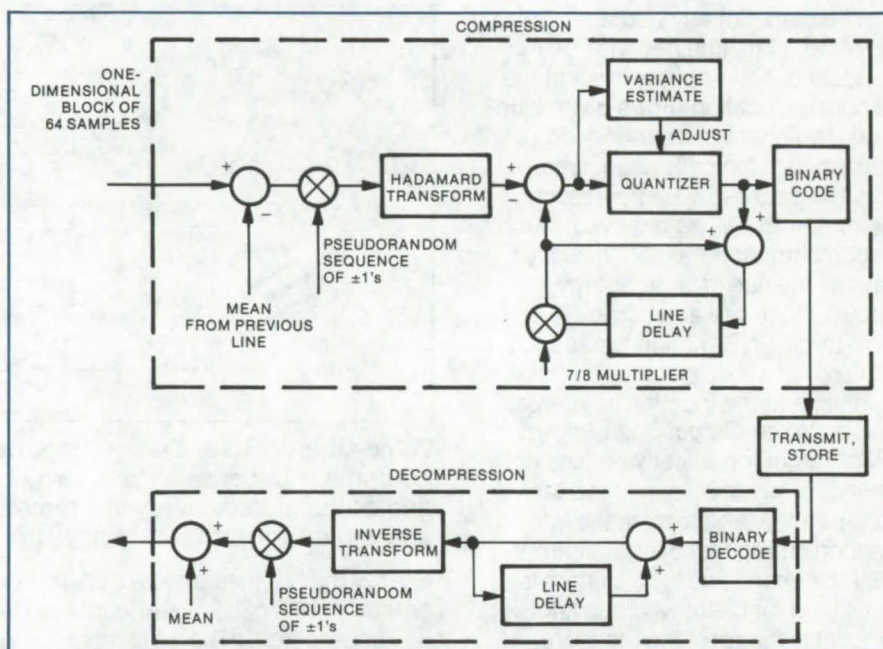 COMPRESSION
ONE-
DIMENSIONAL
BLOCK OF
64 SAMPLES
VARIANCE
ESTIMATE
ADJUST
+
-
HADAMARD
TRANSFORM
+
-
QUANTIZER
BINARY
CODE
+
+
PSEUDORANDOM
SEQUENCE
OF ±1's
MEAN
FROM PREVIOUS
LINE
LINE
DELAY
7/8 MULTIPLIER
TRANSMIT,
STORE
DECOMPRESSION
+
+
INVERSE
TRANSFORM
+
+
BINARY
DECODE
MEAN
PSEUDORANDOM
SEQUENCE
OF ±1's
LINE
DELAY